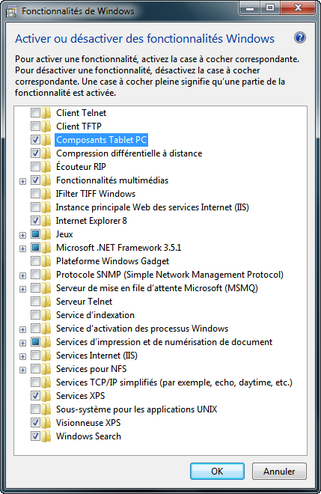 Fonctionnalités de Windows
Activer ou désactiver des fonctionnalités Windows
Pour activer une fonctionnalité, activez la case à cocher correspondante.
Pour désactiver une fonctionnalité, désactivez la case à cocher
correspondante. Une case à cocher pleine signifie qu'une partie de la
fonctionnalité est activée.
Client Telnet
Client TFTP
Composants Tablet PC
Compression différentielle à distance
Écouteur RIP
Fonctionnalités multimédias
IFilter TIFF Windows
Instance principale Web des services Internet (IIS)
Internet Explorer 8
Jeux
Microsoft .NET Framework 3.5.1
Plateforme Windows Gadget
Protocole SNMP (Simple Network Management Protocol)
Serveur de mise en file d'attente Microsoft (MSMQ)
Serveur Telnet
Service d'indexation
Service d'activation des processus Windows
Services d'impression et de numérisation de document
Services Internet (IIS)
Services pour NFS
Services TCP/IP simplifiés (par exemple, echo, daytime, etc.)
Services XPS
Sous-système pour les applications UNIX
Visionneuse XPS
Windows Search
OK
Annuler